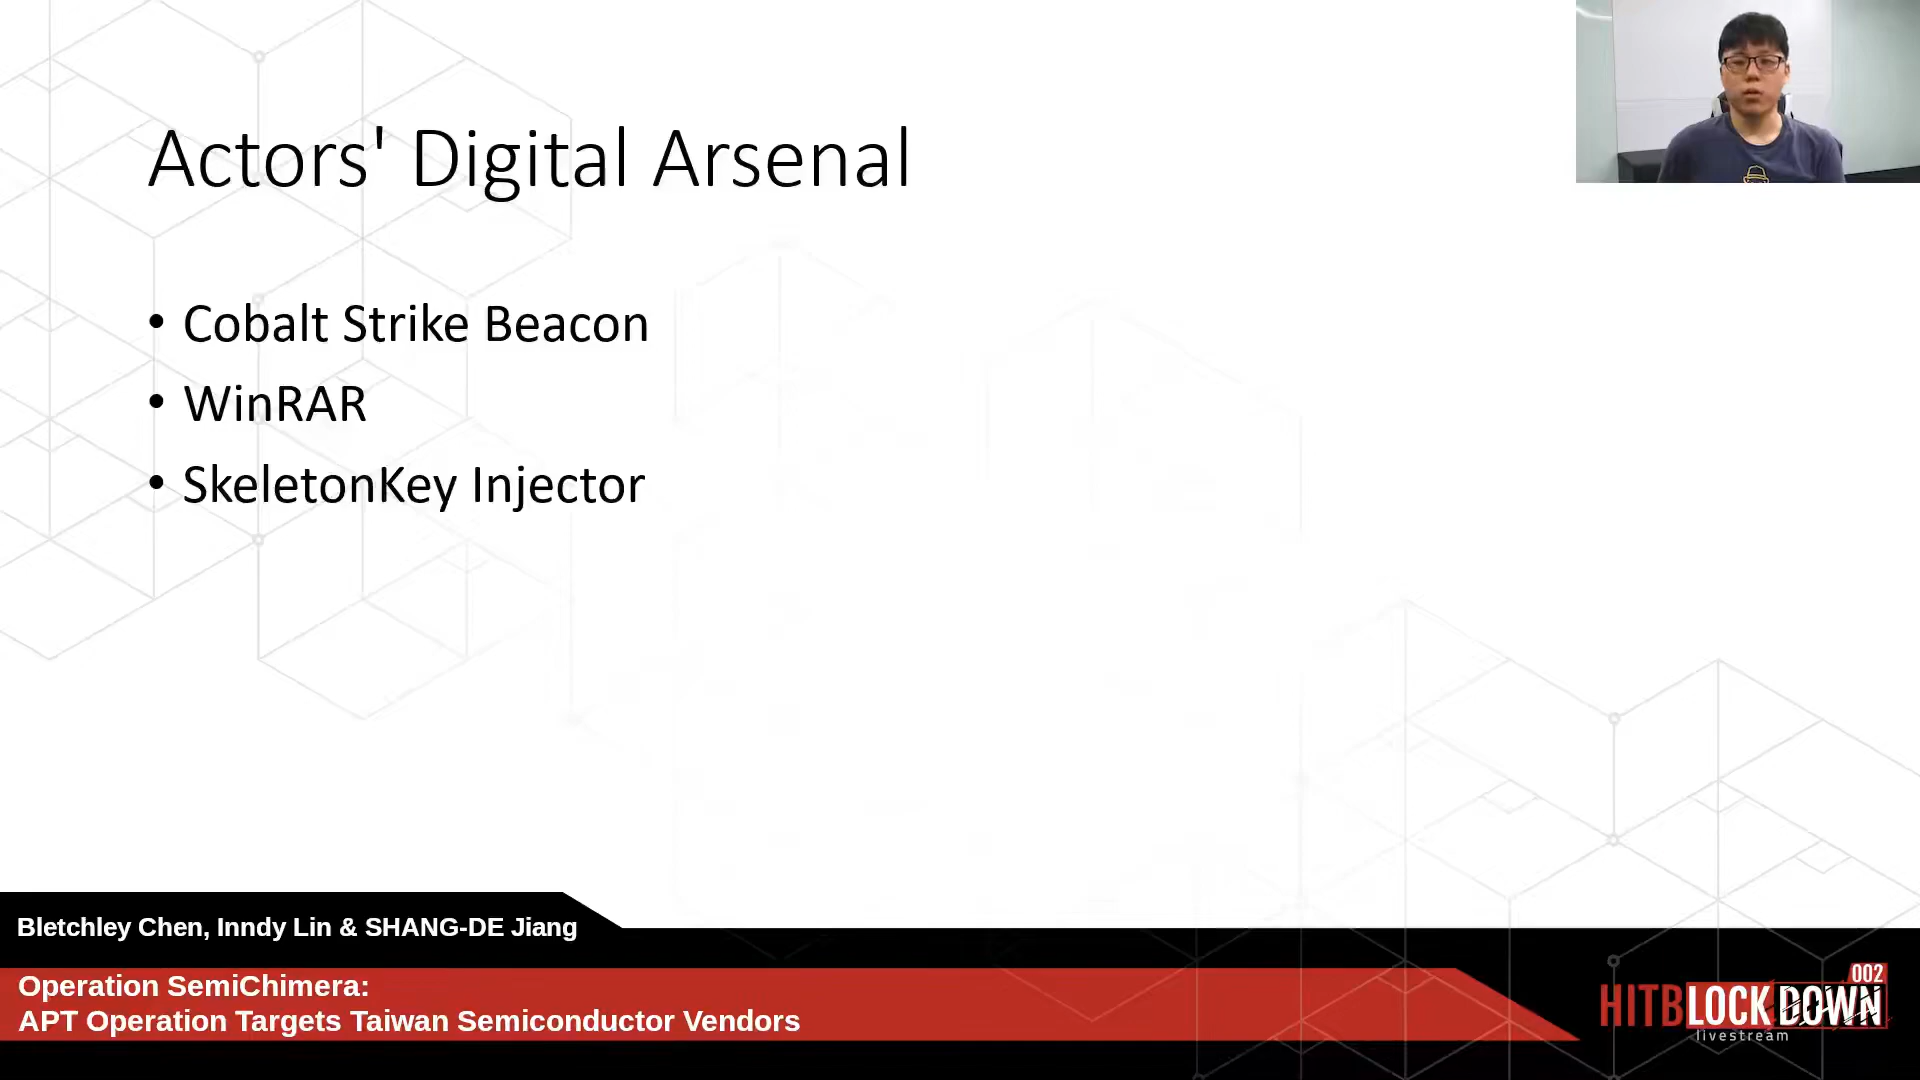 Actors' Digital Arsenal
• Cobalt Strike Beacon
• WinRAR
• SkeletonKey Injector
Bletchley Chen, Inndy Lin & SHANG-DE Jiang
Operation SemiChimera:
APT Operation Targets Taiwan Semiconductor Vendors
002
HITBLOCKDOWN
livestream